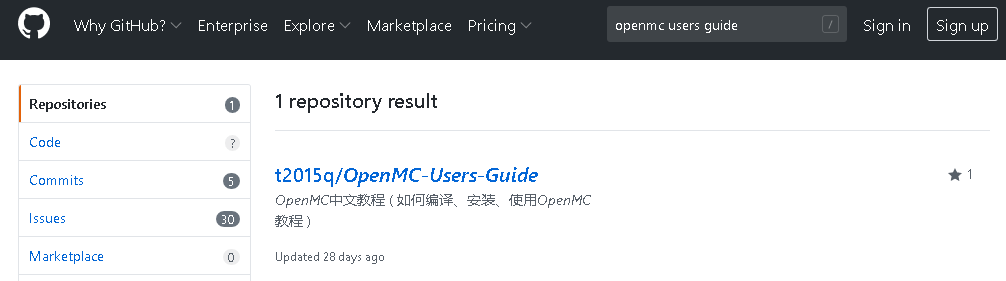 Why GitHub? Enterprise Explore Marketplace Pricing openmc users guide / Sign in Sign up
Repositories 1
1 repository result
Code ?
Commits 5
t2015q/OpenMC-Users-Guide 1
OpenMC中文教程 ( 如何编译、安装、使用OpenMC
教程 )
Issues 30
Marketplace 0
Updated 28 days ago